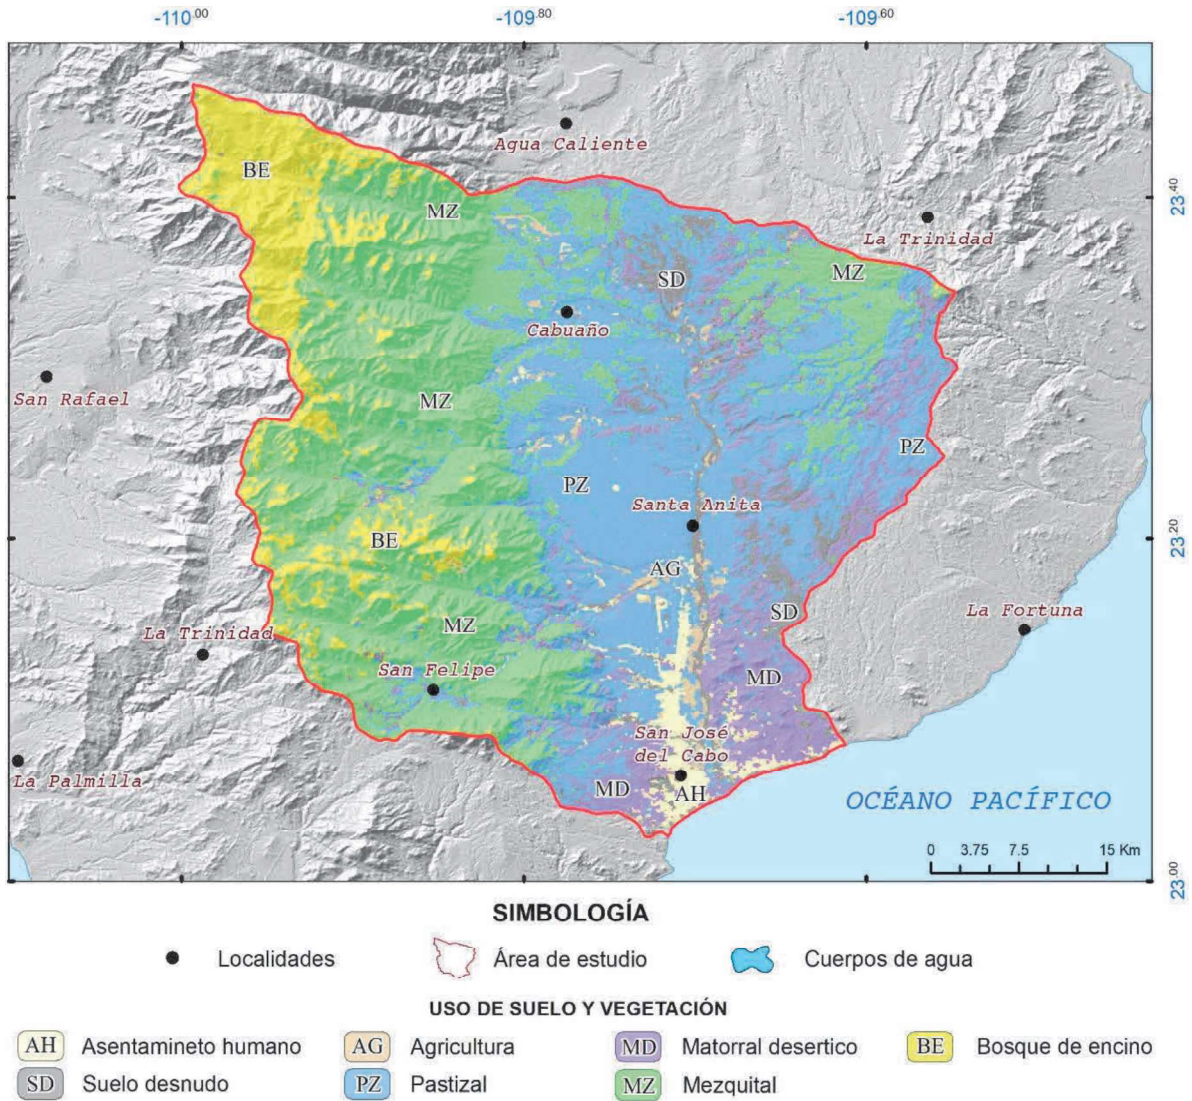 -110.00 -109.80 -109.60
Agua Caliente
BE
23.40
MZ
La Trinidad
MZ
SD
Cabuaño
San Rafael
MZ
PZ
PZ
Santa Anita
23.20
BE
AG
SD
La Fortuna
MZ
La Trinidad
San Felipe
MD
San José
del Cabo
La Palmilla
MD
AH
OCÉANO PACÍFICO
0 3.75 7.5 15 Km
23.00
SIMBOLOGÍA
Localidades Área de estudio Cuerpos de agua
USO DE SUELO Y VEGETACIÓN
AH Asentamineto humano AG Agricultura MD Matorral desertico BE Bosque de encino
SD Suelo desnudo PZ Pastizal MZ Mezquital